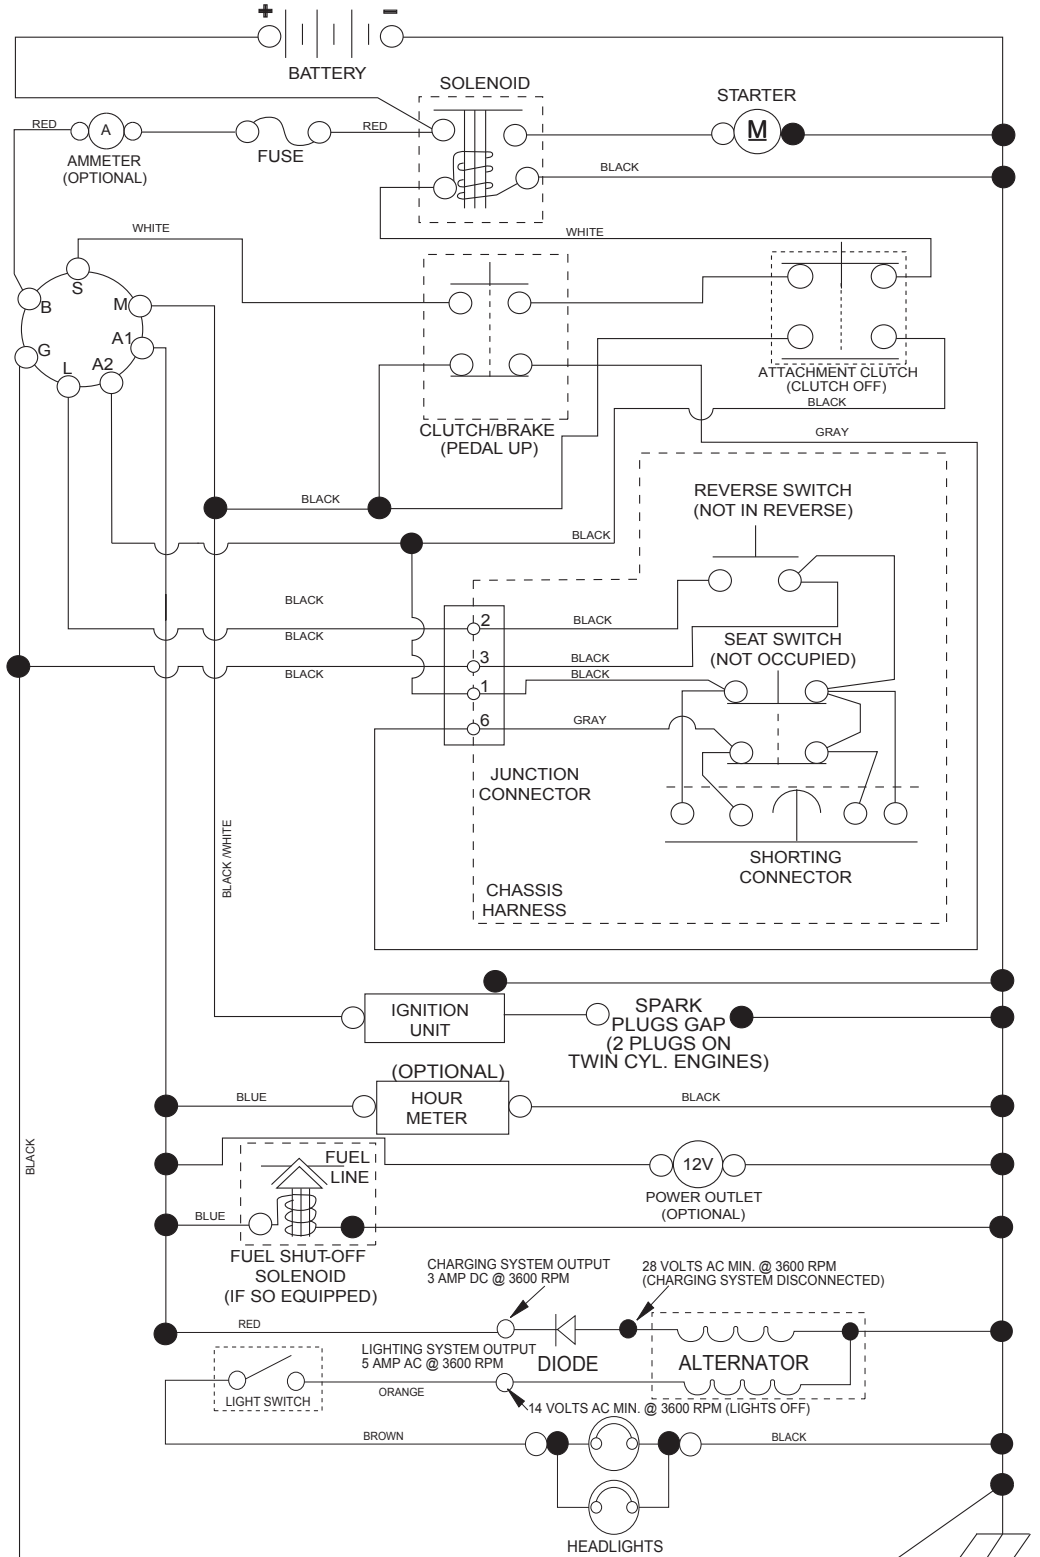 + −
BATTERY
SOLENOID
STARTER
RED
A
RED
M
AMMETER
(OPTIONAL)
FUSE
BLACK
WHITE
WHITE
S
B
M
A1
G
A2
L
ATTACHMENT CLUTCH
(CLUTCH OFF)
BLACK
CLUTCH/BRAKE
(PEDAL UP)
GRAY
BLACK
REVERSE SWITCH
(NOT IN REVERSE)
BLACK
BLACK
2
BLACK
BLACK
SEAT SWITCH
(NOT OCCUPIED)
3
BLACK
BLACK
BLACK
1
6
GRAY
JUNCTION
CONNECTOR
BLACK /WHITE
SHORTING
CONNECTOR
CHASSIS
HARNESS
IGNITION
UNIT
SPARK
PLUGS GAP
(2 PLUGS ON
TWIN CYL. ENGINES)
(OPTIONAL)
BLUE
HOUR
METER
BLACK
BLACK
FUEL
LINE
12V
POWER OUTLET
(OPTIONAL)
BLUE
FUEL SHUT-OFF
SOLENOID
(IF SO EQUIPPED)
CHARGING SYSTEM OUTPUT
3 AMP DC @ 3600 RPM
28 VOLTS AC MIN. @ 3600 RPM
(CHARGING SYSTEM DISCONNECTED)
RED
LIGHTING SYSTEM OUTPUT
5 AMP AC @ 3600 RPM
DIODE
ALTERNATOR
LIGHT SWITCH
ORANGE
14 VOLTS AC MIN. @ 3600 RPM (LIGHTS OFF)
BROWN
BLACK
HEADLIGHTS